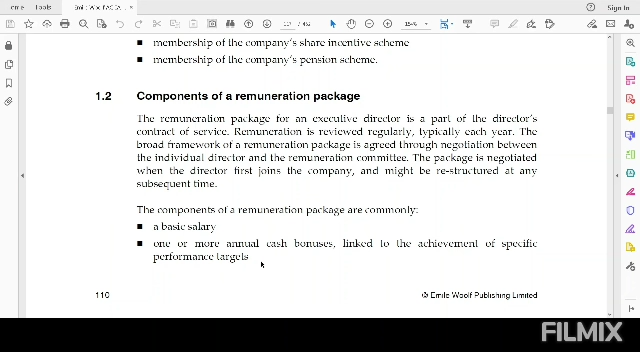 ome
Tools
Sign In
/ 452
membership of the company's share incentive scheme
membership of the company's pension scheme.
1.2 Components of a remuneration package
The remuneration package for an executive director is a part of the director's
contract of service. Remuneration is reviewed regularly, typically each year. The
broad framework of a remuneration package is agreed through negotiation between
the individual director and the remuneration committee. The package is negotiated
when the director first joins the company, and might be re-structured at any
subsequent time.
The components of a remuneration package are commonly:
■ a basic salary
■ one or more annual cash bonuses, linked to the achievement of specific
performance targets
110
© Emile Woolf Publishing Limited
FILMIX